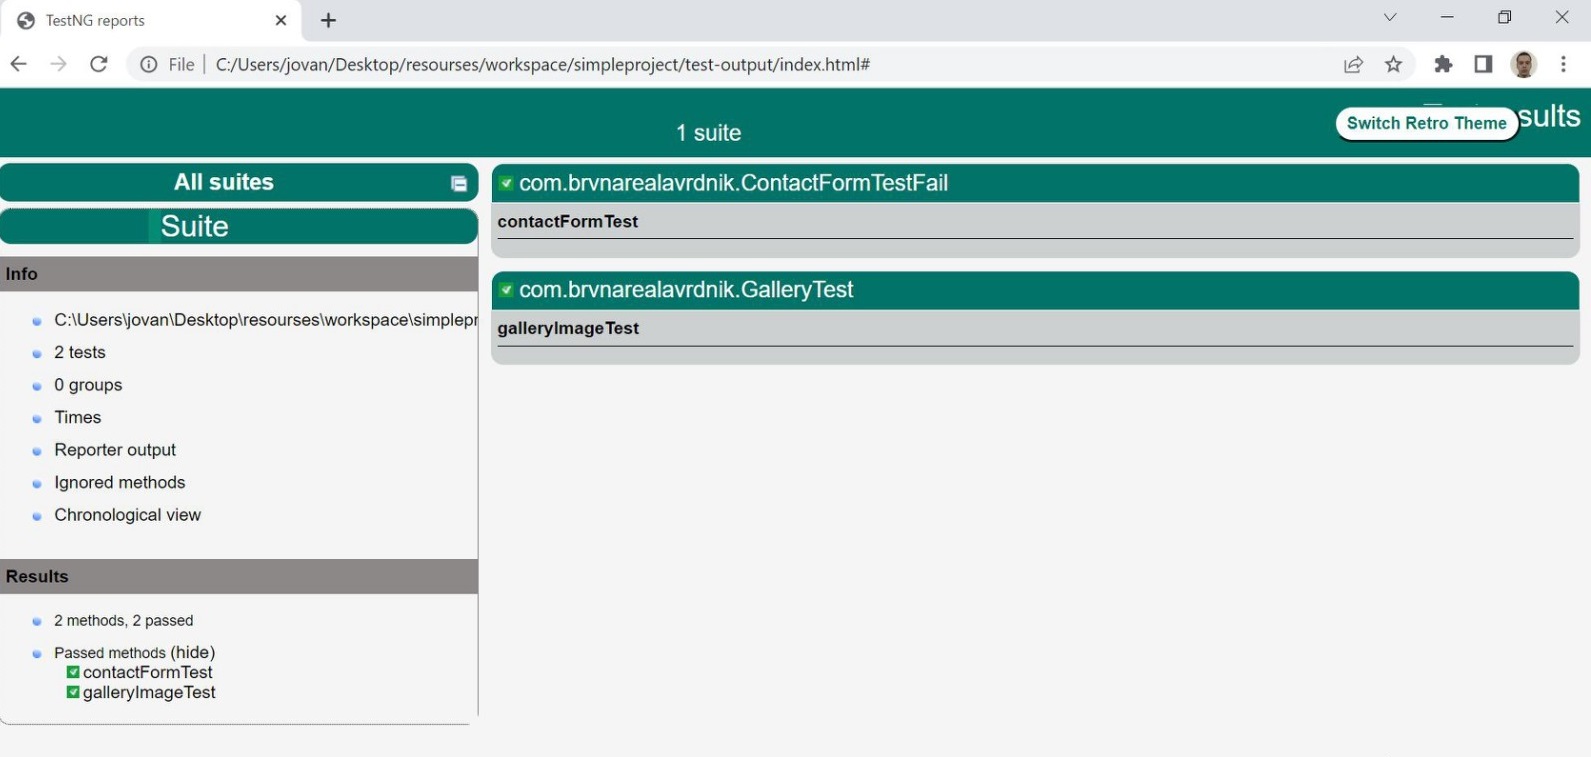 TestNG reports
File C:/Users/jovan/Desktop/resourses/workspace/simpleproject/test-output/index.html#
1 suite
Switch Retro Theme
All suites
Suite
Info
C:\Users\jovan\Desktop\resourses\workspace\simplepr
2 tests
0 groups
Times
Reporter output
Ignored methods
Chronological view
Results
2 methods, 2 passed
Passed methods (hide)
contactFormTest
galleryImageTest
com.brvnarealavrdnik.ContactFormTestFail
contactFormTest
com.brvnarealavrdnik.GalleryTest
galleryImageTest